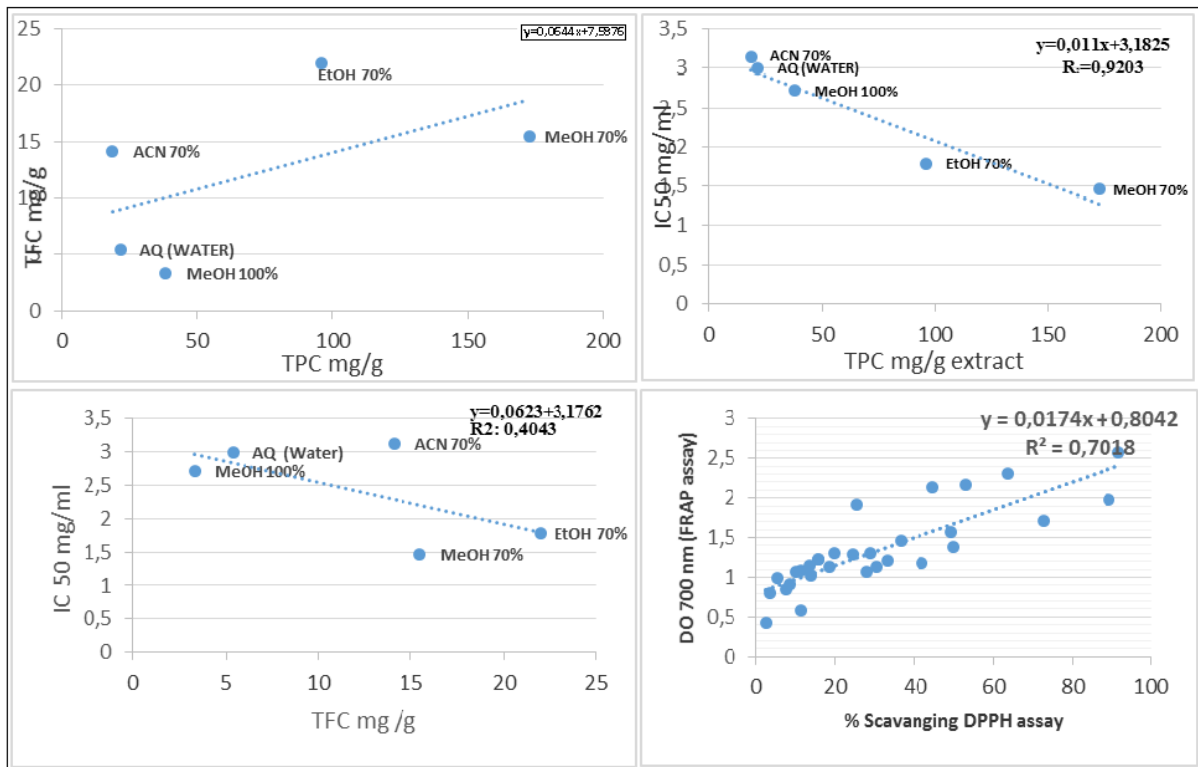 25
20
15
10
5
0
TFC mg/g
y=0,0644x+7,5876
EtOH 70%
MeOH 70%
ACN 70%
AQ (WATER)
MeOH 100%
0 50 100 150 200
TPC mg/g
3,5
3
2,5
2
1,5
1
0,5
0
IC50 mg/ml
y=0,011x+3,1825
R²=0,9203
ACN 70%
AQ (WATER)
MeOH 100%
EtOH 70%
MeOH 70%
0 50 100 150 200
TPC mg/g extract
3,5
3
2,5
2
1,5
1
0,5
0
IC 50 mg/ml
y=0,0623+3,1762
R2: 0,4043
ACN 70%
AQ (Water)
MeOH 100%
EtOH 70%
MeOH 70%
0 5 10 15 20 25
TFC mg /g
3
2,5
2
1,5
1
0,5
0
DO 700 nm (FRAP assay)
y = 0,0174x + 0,8042
R² = 0,7018
0 20 40 60 80 100
% Scavanging DPPH assay